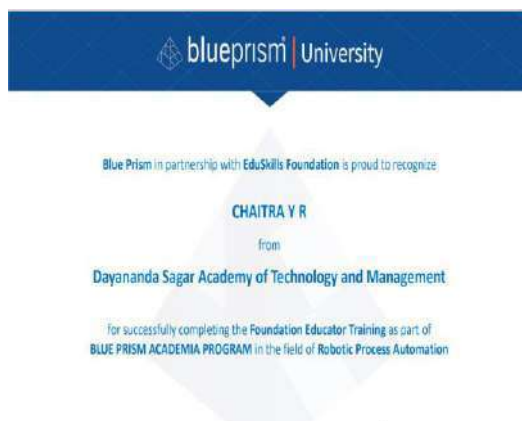 blueprism | University
Blue Prism in partnership with EduSkills Foundation is proud to recognize
CHAITRA Y R
from
Dayananda Sagar Academy of Technology and Management
for successfully completing the Foundation Educator Training as part of
BLUE PRISM ACADEMIA PROGRAM in the field of Robotic Process Automation